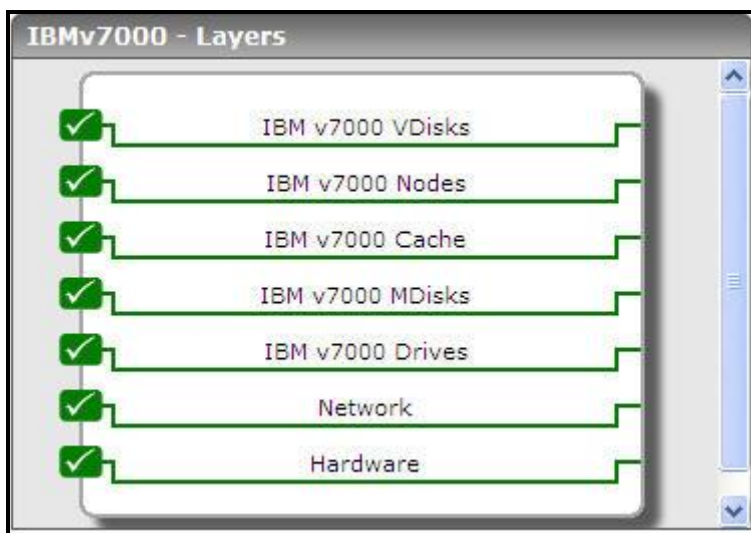 IBMv7000 - Layers
IBM v7000 VDisks
IBM v7000 Nodes
IBM v7000 Cache
IBM v7000 MDisks
IBM v7000 Drives
Network
Hardware